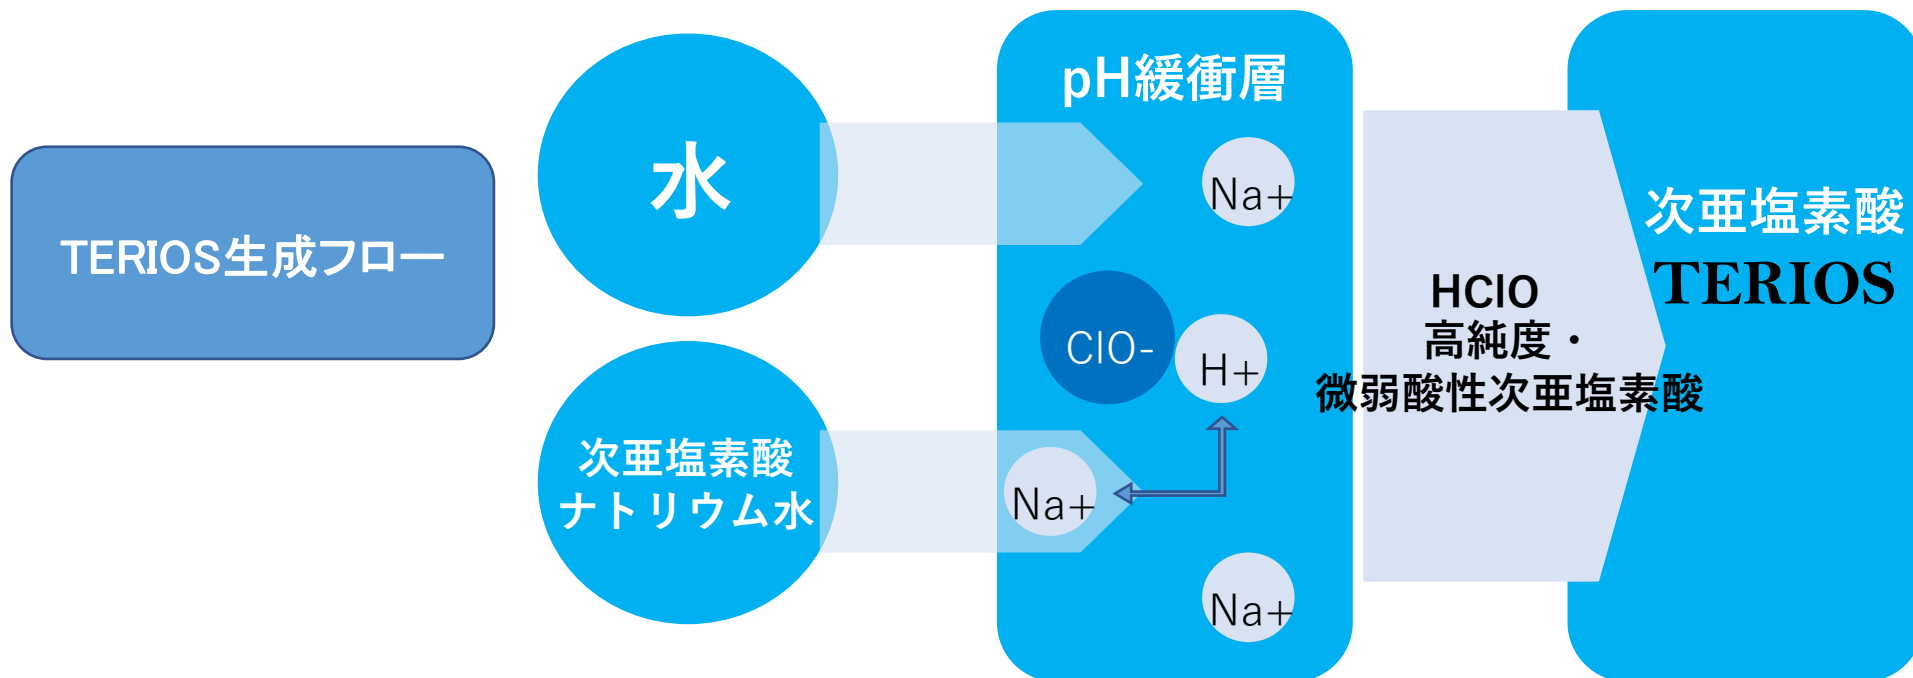 TERIOS生成フロー
水
次亜塩素酸
ナトリウム水
pH緩衝層
Na+
ClO-
H+
Na+
Na+
HClO
高純度・
微弱酸性次亜塩素酸
次亜塩素酸
TERIOS